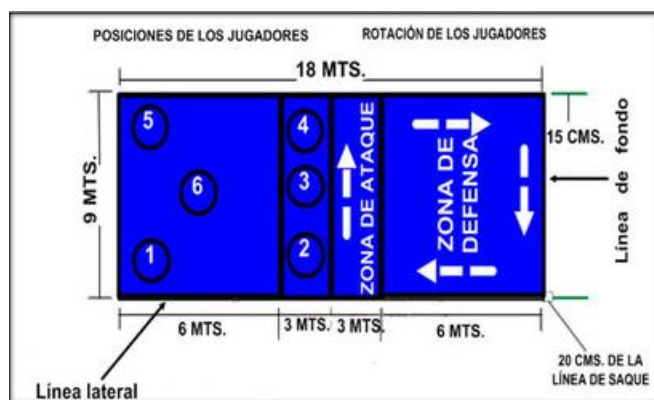 POSICIONES DE LOS JUGADORES
ROTACIÓN DE LOS JUGADORES
18 MTS.
9 MTS.
5
6
1
4
3
2
ZONA DE ATAQUE
ZONA DE
DEFENSA
15 CMS.
Línea de fondo
6 MTS.
3 MTS.
3 MTS.
6 MTS.
20 CMS. DE LA
LÍNEA DE SAQUE
Linea lateral